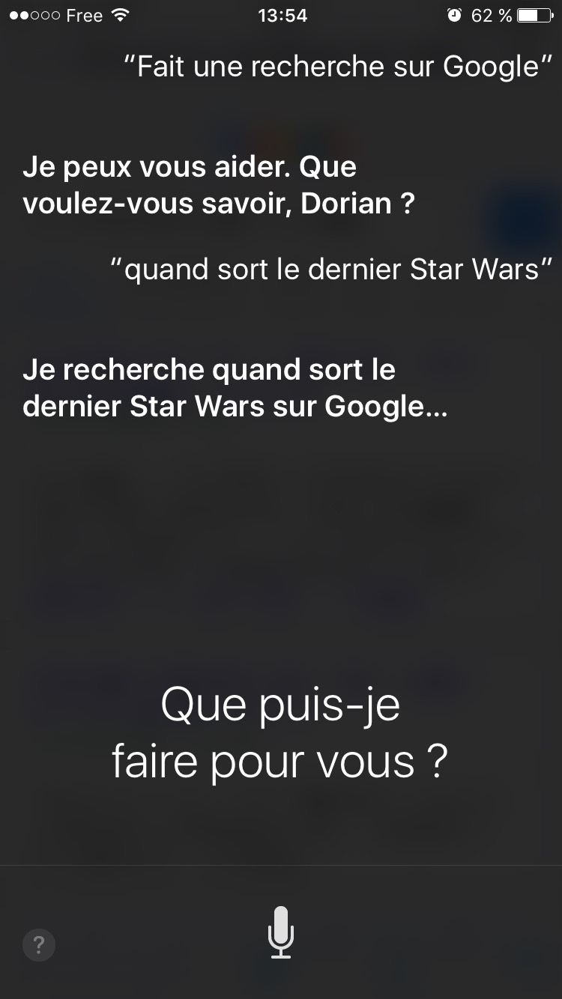 Free 13:54 62 %
“Fait une recherche sur Google”
Je peux vous aider. Que
voulez-vous savoir, Dorian ?
“quand sort le dernier Star Wars”
Je recherche quand sort le
dernier Star Wars sur Google...
Que puis-je
faire pour vous ?
?